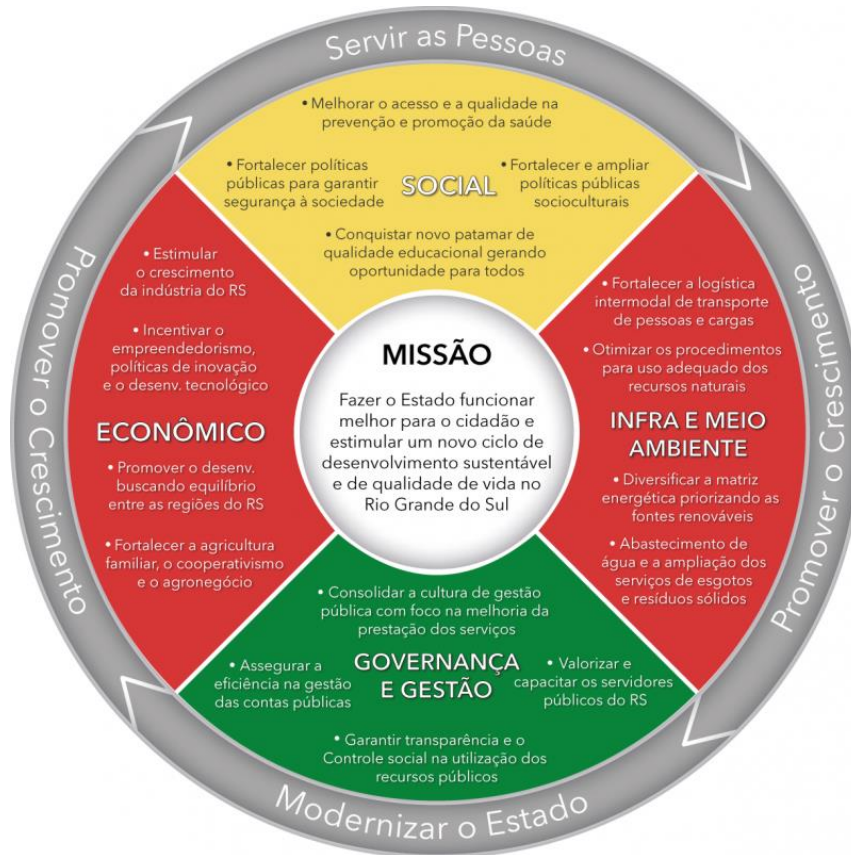 Servir as Pessoas
• Melhorar o acesso e a qualidade na
prevenção e promoção da saúde
• Fortalecer políticas
públicas para garantir
segurança à sociedade
SOCIAL
• Fortalecer e ampliar
políticas públicas
socioculturais
• Conquistar novo patamar de
qualidade educacional gerando
oportunidade para todos
Promover o Crescimento
• Estimular
o crescimento
da indústria do RS
• Incentivar o
empreendedorismo,
políticas de inovação
e o desenv. tecnológico
ECONÔMICO
• Promover o desenv.
buscando equilíbrio
entre as regiões do RS
• Fortalecer a agricultura
familiar, o cooperativismo
e o agronegócio
MISSÃO
Fazer o Estado funcionar
melhor para o cidadão e
estimular um novo ciclo de
desenvolvimento sustentável
e de qualidade de vida no
Rio Grande do Sul
• Fortalecer a logística
intermodal de transporte
de pessoas e cargas
• Otimizar os procedimentos
para uso adequado dos
recursos naturais
INFRA E MEIO
AMBIENTE
• Diversificar a matriz
energética priorizando as
fontes renováveis
• Abastecimento de
água e a ampliação dos
serviços de esgotos
e resíduos sólidos
Promover o Crescimento
• Consolidar a cultura de gestão
pública com foco na melhoria da
prestação dos serviços
• Assegurar a
eficiência na gestão
das contas públicas
GOVERNANÇA
E GESTÃO
• Valorizar e
capacitar os servidores
públicos do RS
• Garantir transparência e o
Controle social na utilização dos
recursos públicos
Modernizar o Estado